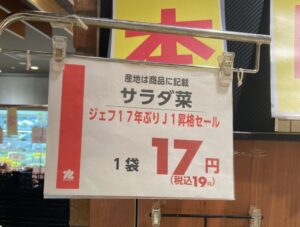 本
産地は商品に記載
サラダ菜
ジェフ17年ぶりJ1昇格セール
1袋 17円
(税込19円)